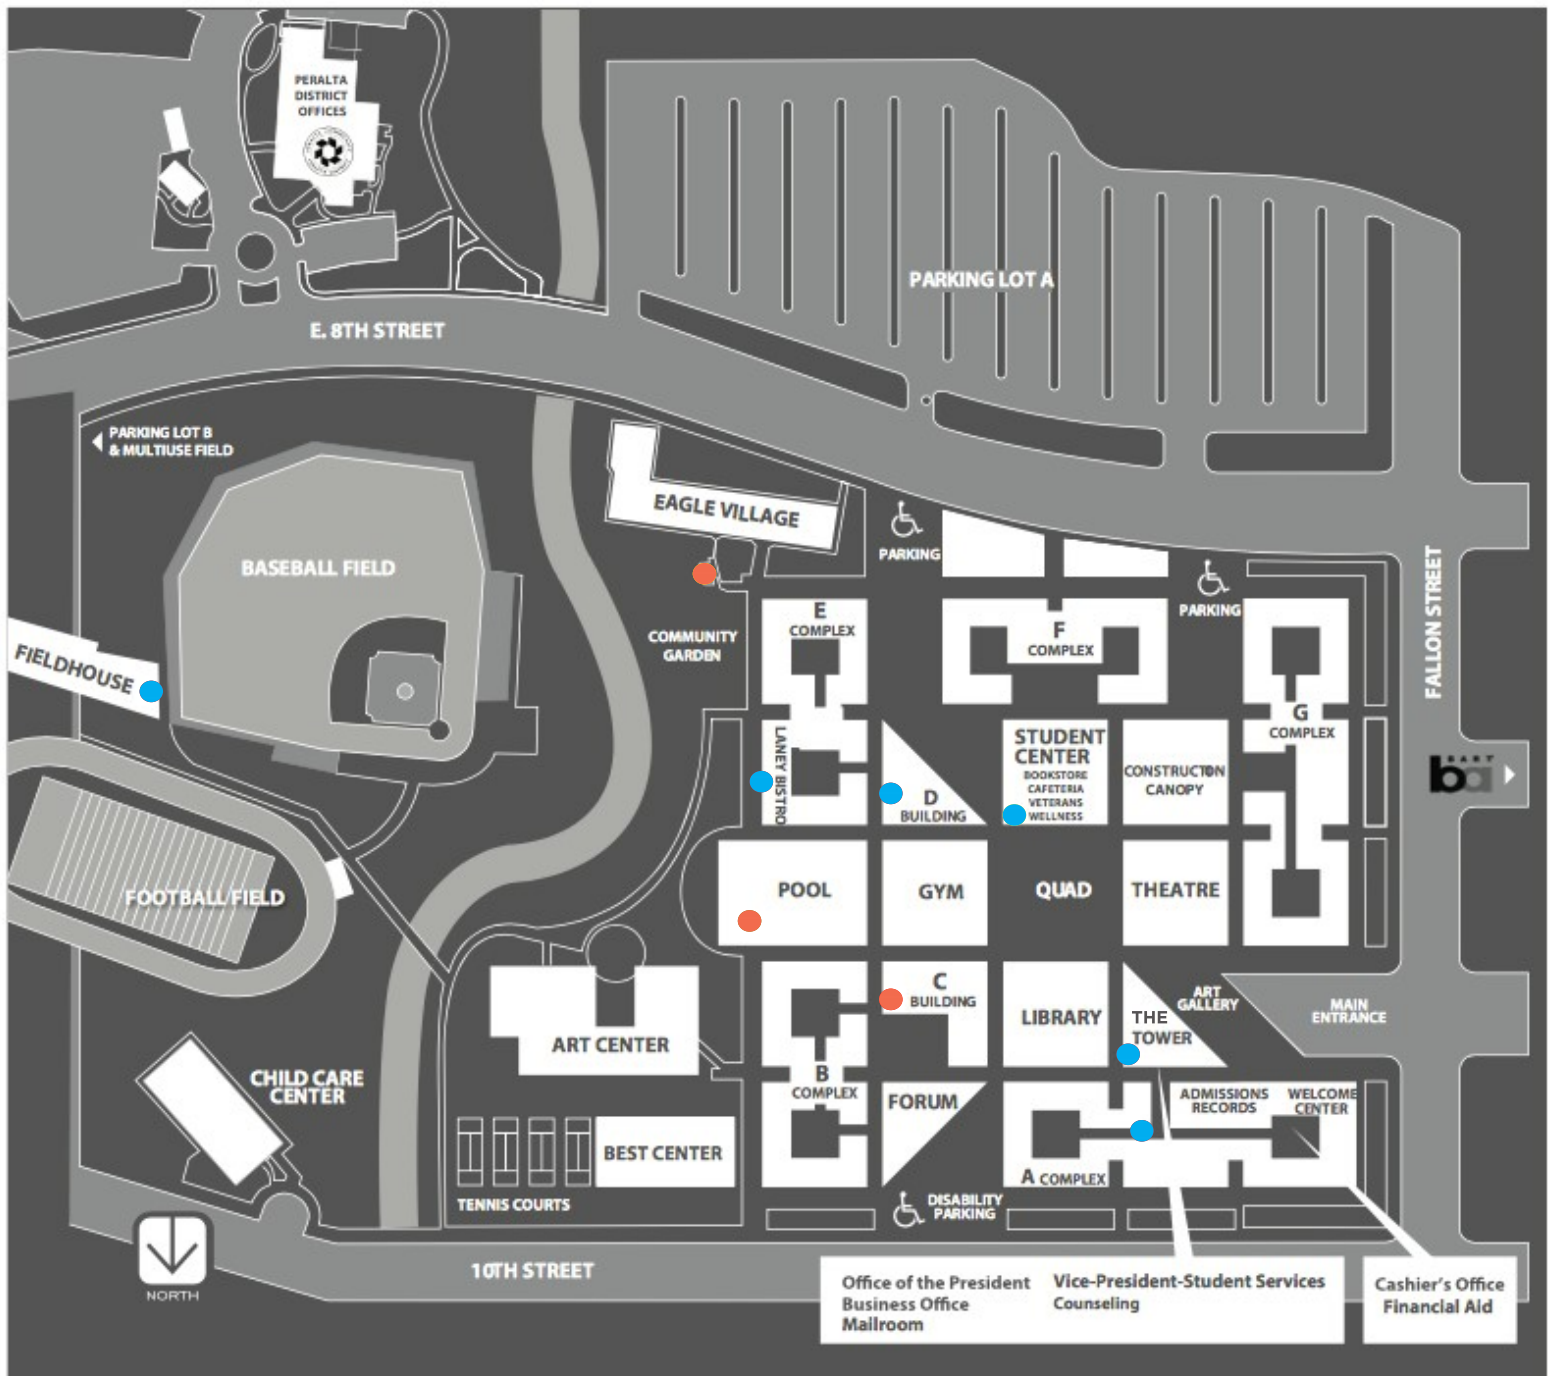 PERALTA
DISTRICT
OFFICES
PARKING LOT A
E. 8TH STREET
PARKING LOT B
& MULTIUSE FIELD
EAGLE VILLAGE
PARKING
BASEBALL FIELD
PARKING
FALLON STREET
E
COMPLEX
F
COMPLEX
COMMUNITY
GARDEN
FIELDHOUSE
G
COMPLEX
LANEY BISTRO
STUDENT
CENTER
BOOKSTORE
CAFETERIA
VETERANS
WELLNESS
CONSTRUCTION
CANOPY
BART
ba
D
BUILDING
FOOTBALL FIELD
POOL
GYM
QUAD
THEATRE
C
BUILDING
LIBRARY
THE
TOWER
ART
GALLERY
MAIN
ENTRANCE
ART CENTER
CHILD CARE
CENTER
B
COMPLEX
FORUM
ADMISSIONS
RECORDS
WELCOME
CENTER
BEST CENTER
A COMPLEX
TENNIS COURTS
DISABILITY
PARKING
10TH STREET
NORTH
Office of the President
Business Office
Mailroom
Vice-President-Student Services
Counseling
Cashier's Office
Financial Aid